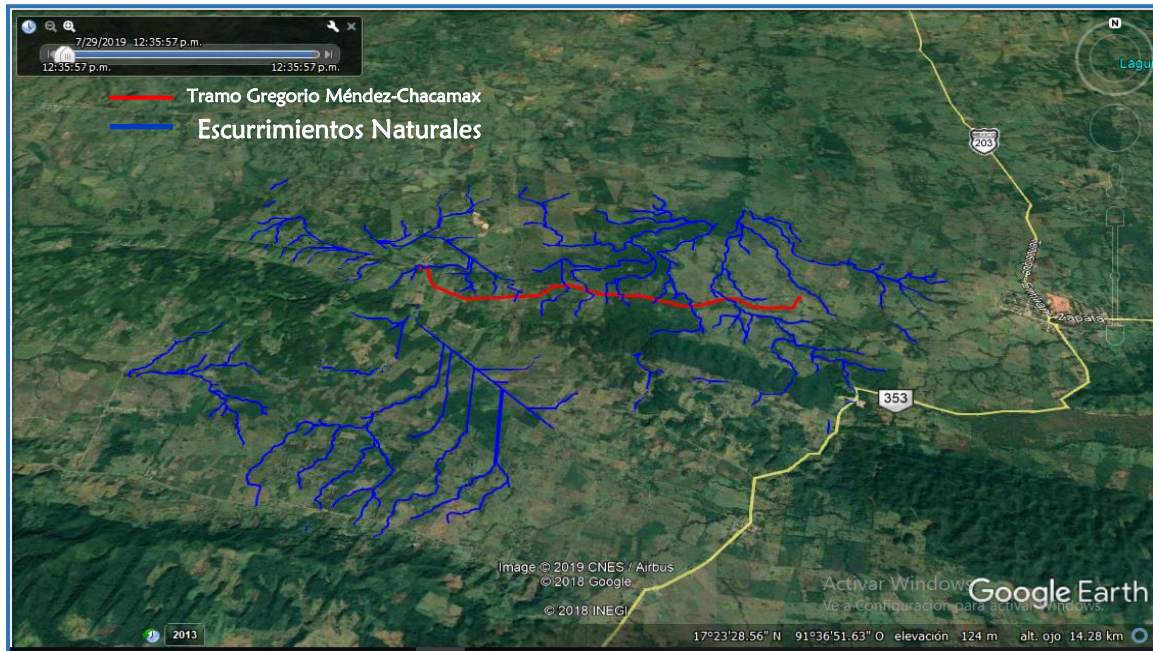 7/29/2019 12:35:57 p.m.
12:35:57 p.m. 12:35:57 p.m.
Tramo Gregorio Méndez-Chacamax
Escurrimientos Naturales
N
Lagu
203
Zapata
353
Image © 2019 CNES / Airbus
© 2018 Google
© 2018 INEGI
Activar Windows
Ve a Configuración para activar Windows.
Google Earth
2013
17°23'28.56" N 91°36'51.63" O elevación 124 m alt. ojo 14.28 km